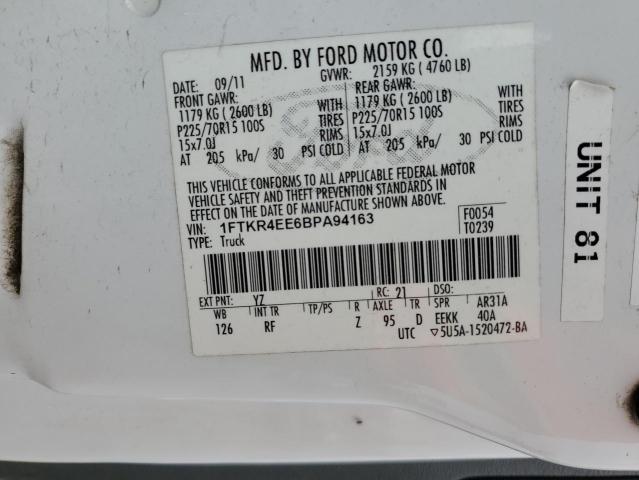 MFD. BY FORD MOTOR CO.
DATE: 09/11 GVWR: 2159 KG (4760 LB)
FRONT GAWR: REAR GAWR:
1179 KG (2600 LB) WITH 1179 KG (2600 LB) WITH
P225/70R15 100S TIRES P225/70R15 100S TIRES
15x7.0J RIMS 15x7.0J RIMS
AT 205 kPa/ 30 PSI COLD AT 205 kPa/ 30 PSI COLD
Ford
THIS VEHICLE CONFORMS TO ALL APPLICABLE FEDERAL MOTOR
VEHICLE SAFETY AND THEFT PREVENTION STANDARDS IN
EFFECT ON THE DATE OF MANUFACTURE SHOWN ABOVE.
VIN: 1FTKR4EE6BPA94163 F0054
TYPE: Truck T0239
EXT PNT: YZ RC: 21 DSO:
WB INT TR TP/PS R AXLE TR SPR AR31A
126 RF Z 95 D EEKK 40A
UTC ▽5U5A-1520472-BA
UNIT 81